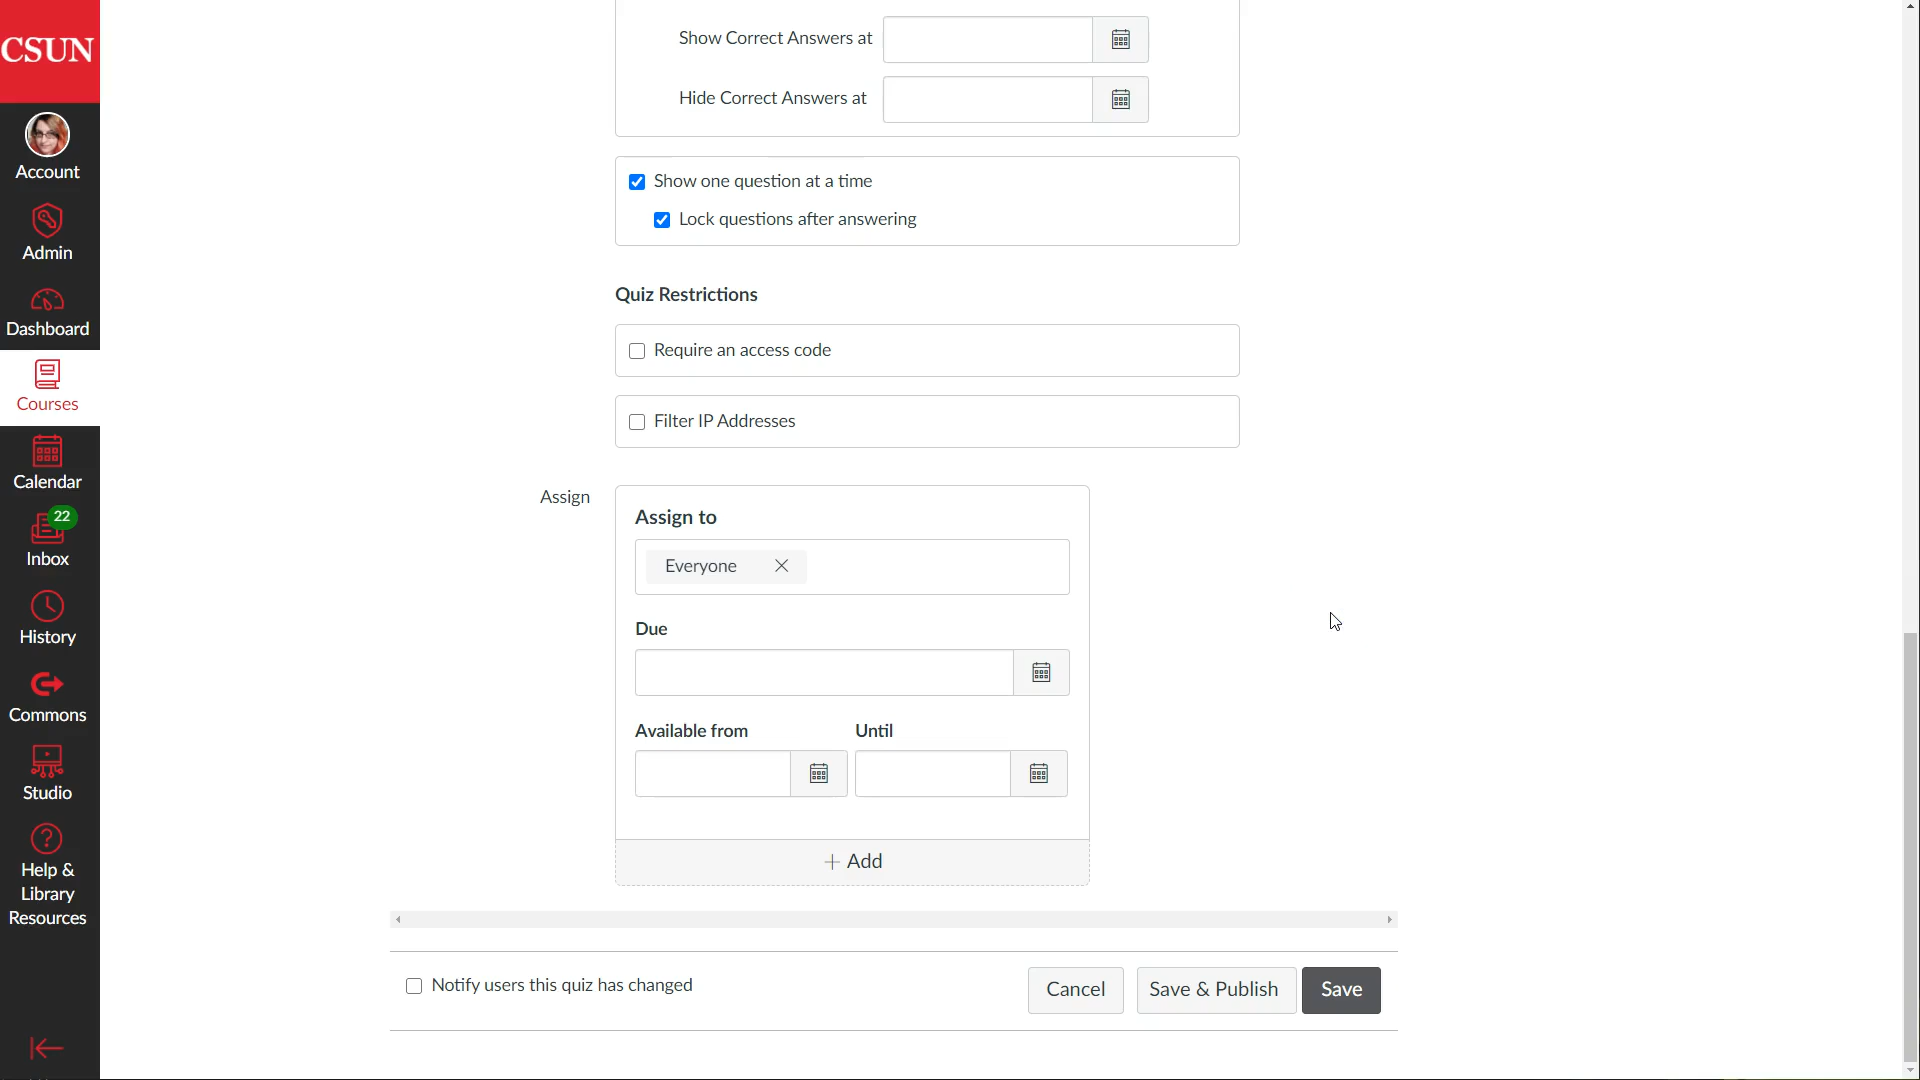 CSUN
Account
Admin
Dashboard
Courses
Calendar
22
Inbox
History
Commons
Studio
Help &
Library
Resources
Show Correct Answers at
Hide Correct Answers at
Show one question at a time
Lock questions after answering
Quiz Restrictions
Require an access code
Filter IP Addresses
Assign
Assign to
Everyone
Due
Available from Until
+ Add
Notify users this quiz has changed
Cancel Save & Publish Save